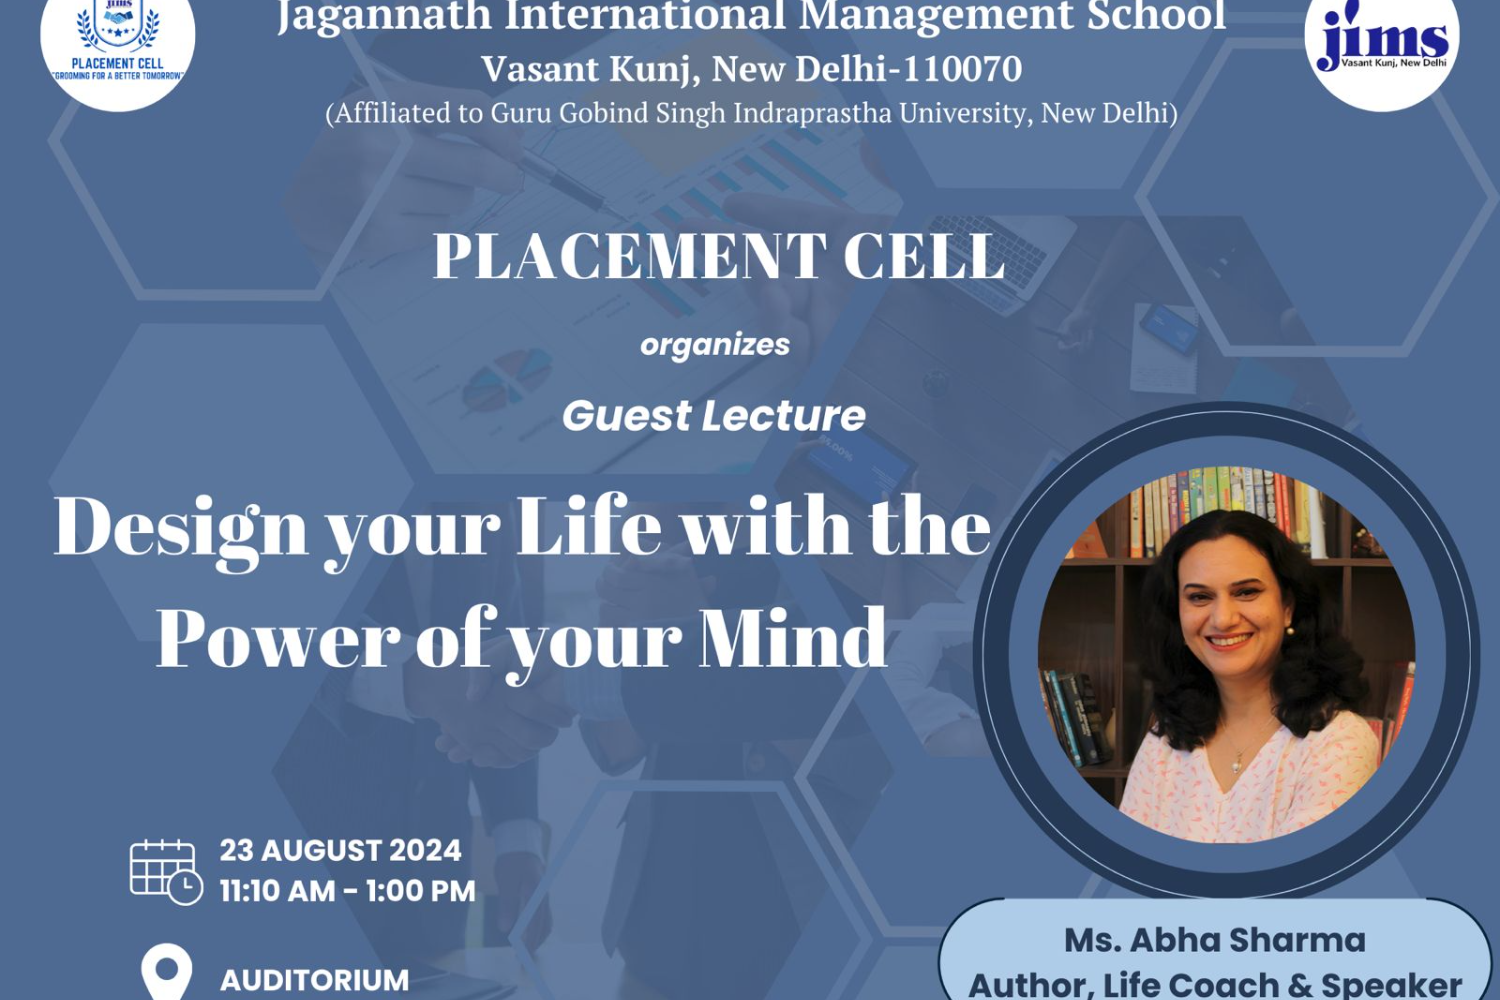 JIMS
PLACEMENT CELL
"GROOMING FOR A BETTER TOMORROW"
Jagannath International Management School
Vasant Kunj, New Delhi-110070
(Affiliated to Guru Gobind Singh Indraprastha University, New Delhi)
jims
Vasant Kunj, New Delhi
PLACEMENT CELL
organizes
Guest Lecture
Design your Life with the
Power of your Mind
23 AUGUST 2024
11:10 AM - 1:00 PM
AUDITORIUM
Ms. Abha Sharma
Author, Life Coach & Speaker